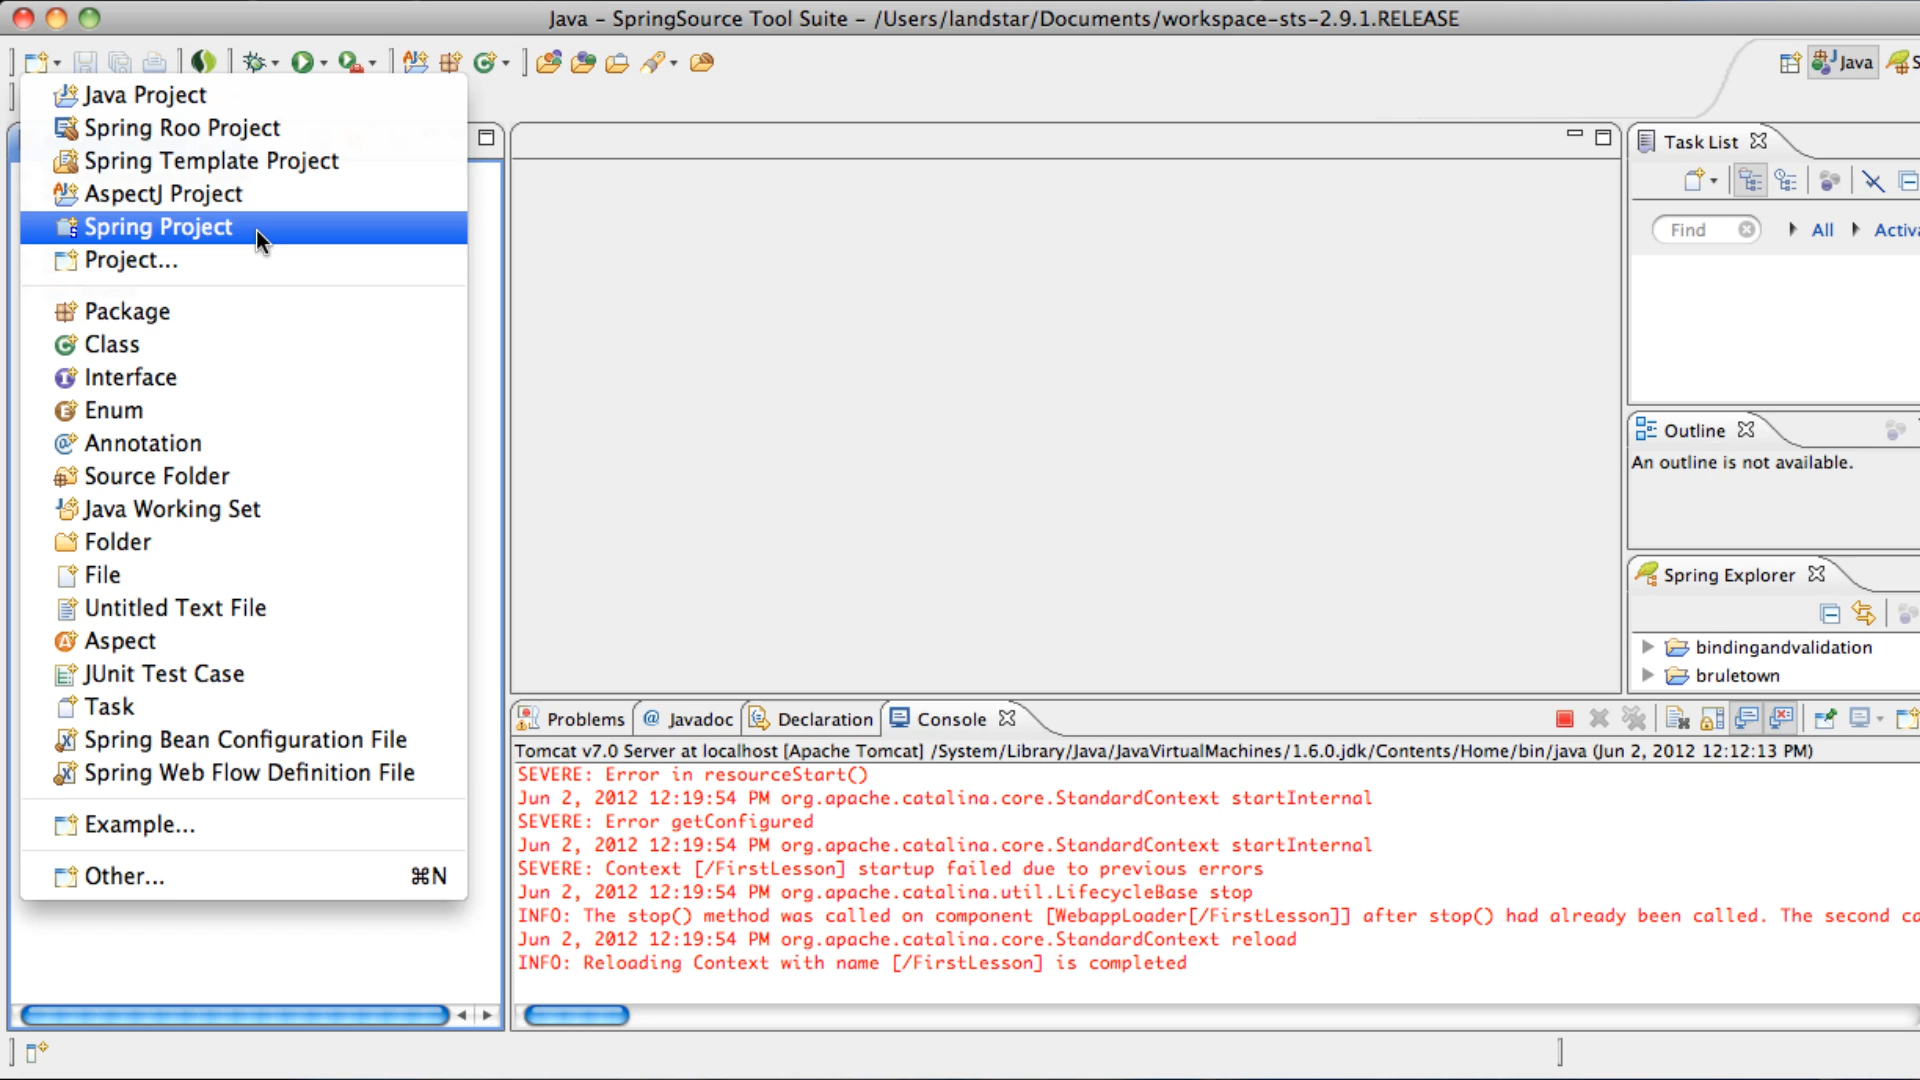 Java – SpringSource Tool Suite – /Users/landstar/Documents/workspace-sts-2.9.1.RELEASE
Java
S
Java Project
Spring Roo Project
Spring Template Project
AspectJ Project
Spring Project
Project...
Package
Class
Interface
Enum
Annotation
Source Folder
Java Working Set
Folder
File
Untitled Text File
Aspect
JUnit Test Case
Task
Spring Bean Configuration File
Spring Web Flow Definition File
Example...
Other... ⌘N
Task List
Find All Activa
Outline
An outline is not available.
Spring Explorer
bindingandvalidation
bruletown
Problems @ Javadoc Declaration Console
Tomcat v7.0 Server at localhost [Apache Tomcat] /System/Library/Java/JavaVirtualMachines/1.6.0.jdk/Contents/Home/bin/java (Jun 2, 2012 12:12:13 PM)
SEVERE: Error in resourceStart()
Jun 2, 2012 12:19:54 PM org.apache.catalina.core.StandardContext startInternal
SEVERE: Error getConfigured
Jun 2, 2012 12:19:54 PM org.apache.catalina.core.StandardContext startInternal
SEVERE: Context [/FirstLesson] startup failed due to previous errors
Jun 2, 2012 12:19:54 PM org.apache.catalina.util.LifecycleBase stop
INFO: The stop() method was called on component [WebappLoader[/FirstLesson]] after stop() had already been called. The second ca
Jun 2, 2012 12:19:54 PM org.apache.catalina.core.StandardContext reload
INFO: Reloading Context with name [/FirstLesson] is completed